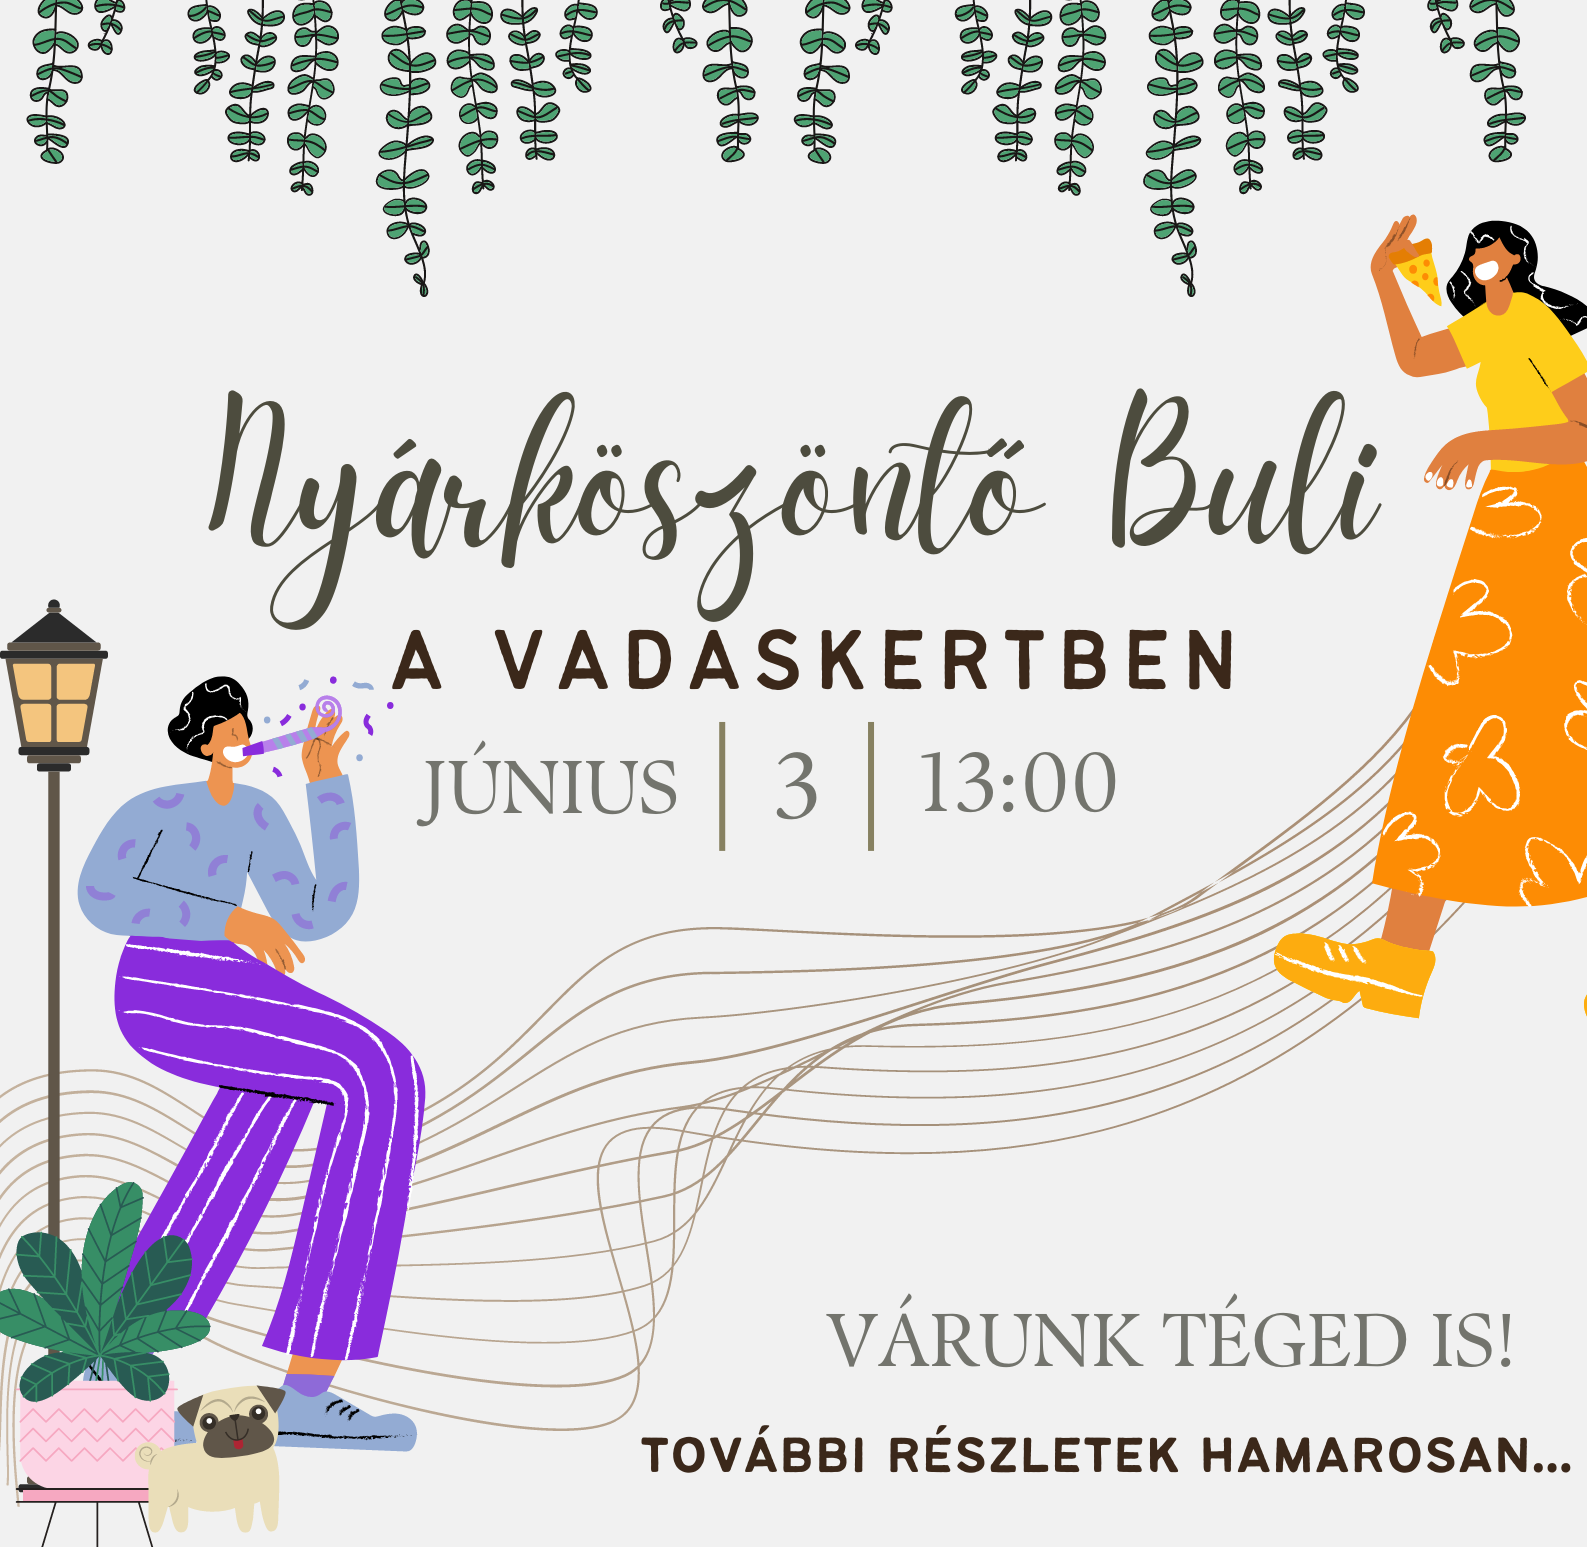 Nyárköszöntő Buli
A VADASKERTBEN
JÚNIUS | 3 | 13:00
VÁRUNK TÉGED IS!
TOVÁBBI RÉSZLETEK HAMAROSAN...